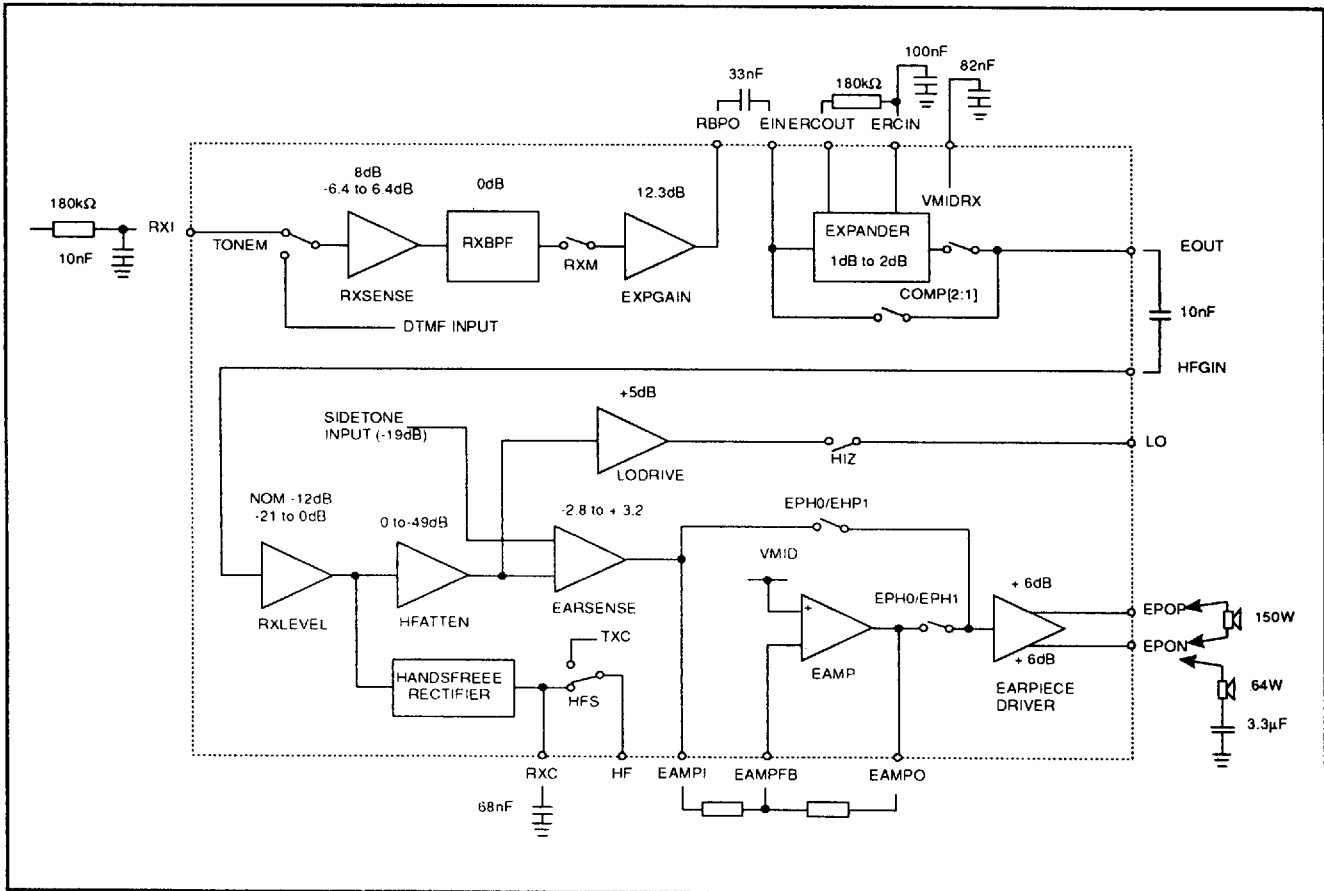 100nF
33nF
180kΩ
82nF
RBPO
EIN
ERCOUT
ERCIN
8dB
-6.4 to 6.4dB
0dB
12.3dB
VMIDRX
180kΩ
RXI
TONEM
RXBPF
EXPANDER
1dB to 2dB
EOUT
10nF
RXM
RXSENSE
EXPGAIN
COMP[2:1]
10nF
DTMF INPUT
HFGIN
+5dB
SIDETONE
INPUT (-19dB)
LO
HIZ
LODRIVE
NOM -12dB
-21 to 0dB
0 to-49dB
-2.8 to + 3.2
EPH0/EHP1
VMID
+ 6dB
EPH0/EPH1
+
EPOP
150W
EARSENSE
RXLEVEL
HFATTEN
EPON
TXC
EAMP
+ 6dB
HANDSFREEE
RECTIFIER
EARPIECE
DRIVER
64W
HFS
3.3µF
RXC
HF
EAMPI
EAMPFB
EAMPO
68nF